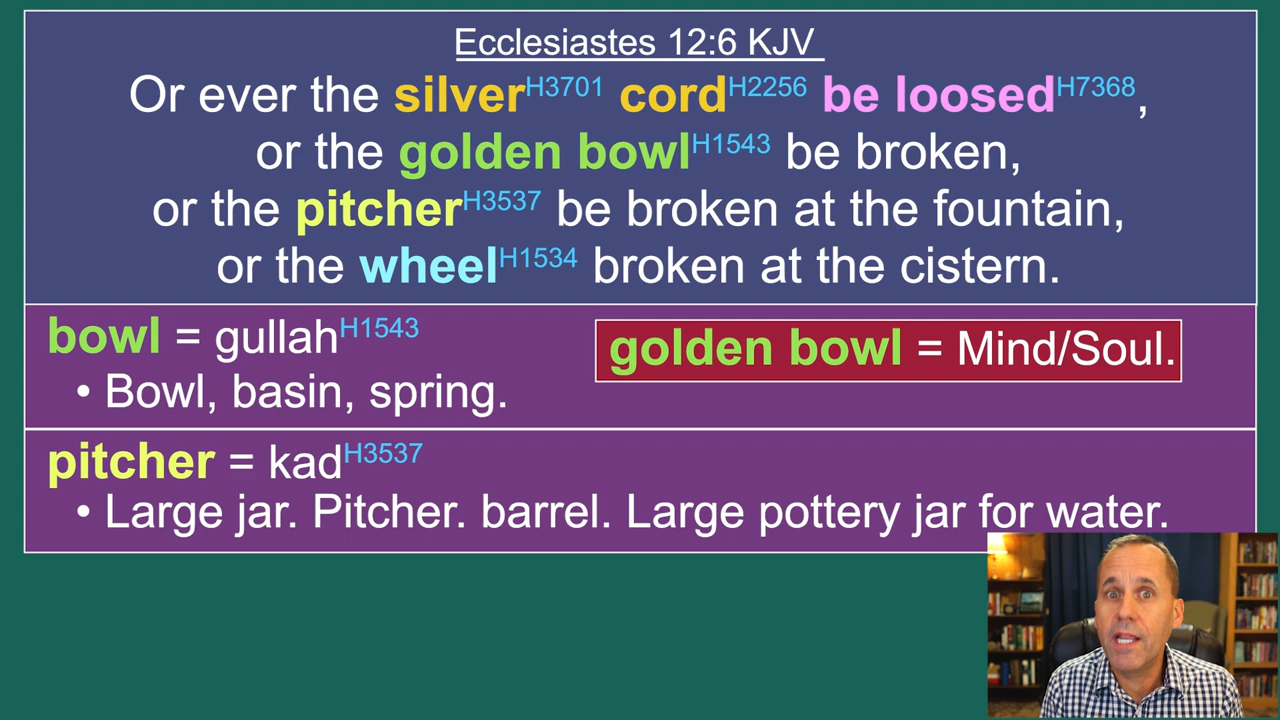 Ecclesiastes 12:6 KJV
Or ever the silverH3701 cordH2256 be loosedH7368,
or the golden bowlH1543 be broken,
or the pitcherH3537 be broken at the fountain,
or the wheelH1534 broken at the cistern.
bowl = gullahH1543
• Bowl, basin, spring.
golden bowl = Mind/Soul.
pitcher = kadH3537
• Large jar. Pitcher. barrel. Large pottery jar for water.